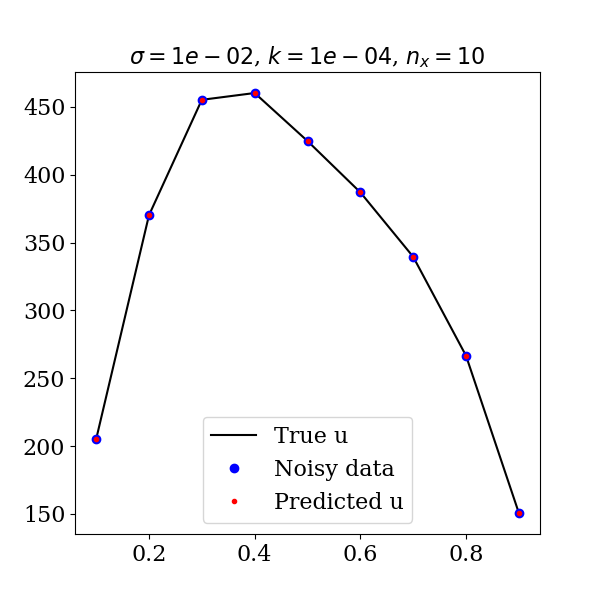 σ = 1e − 02, k = 1e − 04, nₓ = 10
450
400
350
300
250
200
150
True u
Noisy data
Predicted u
0.2 0.4 0.6 0.8